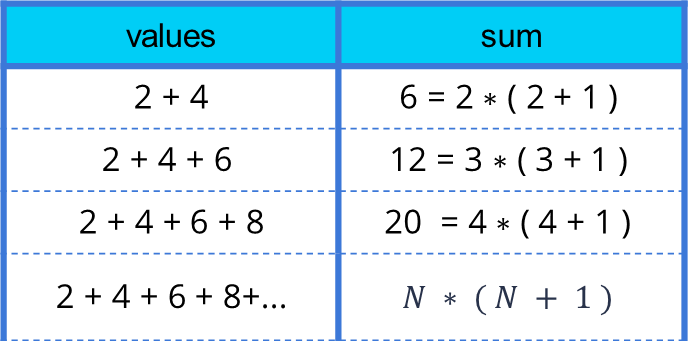 values sum
2 + 4 6 = 2 * ( 2 + 1 )
2 + 4 + 6 12 = 3 * ( 3 + 1 )
2 + 4 + 6 + 8 20 = 4 * ( 4 + 1 )
2 + 4 + 6 + 8+... N * ( N + 1 )